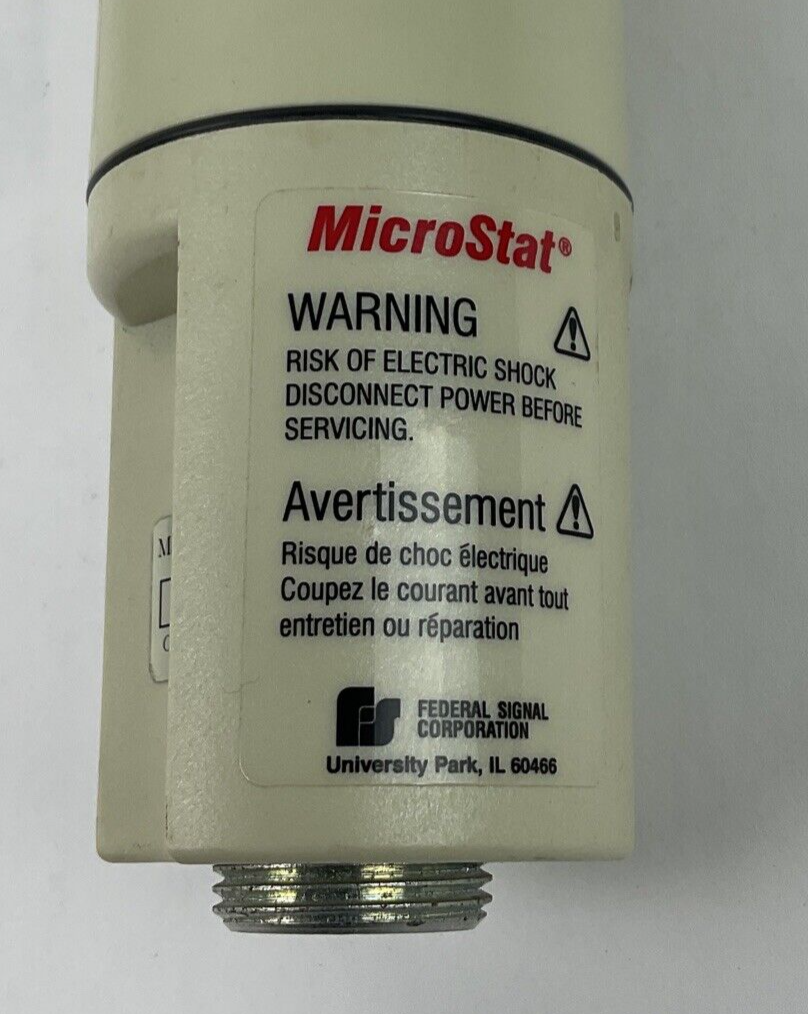 MicroStat®
WARNING
RISK OF ELECTRIC SHOCK
DISCONNECT POWER BEFORE
SERVICING.
Avertissement
Risque de choc électrique
Coupez le courant avant tout
entretien ou réparation
FEDERAL SIGNAL
CORPORATION
University Park, IL 60466